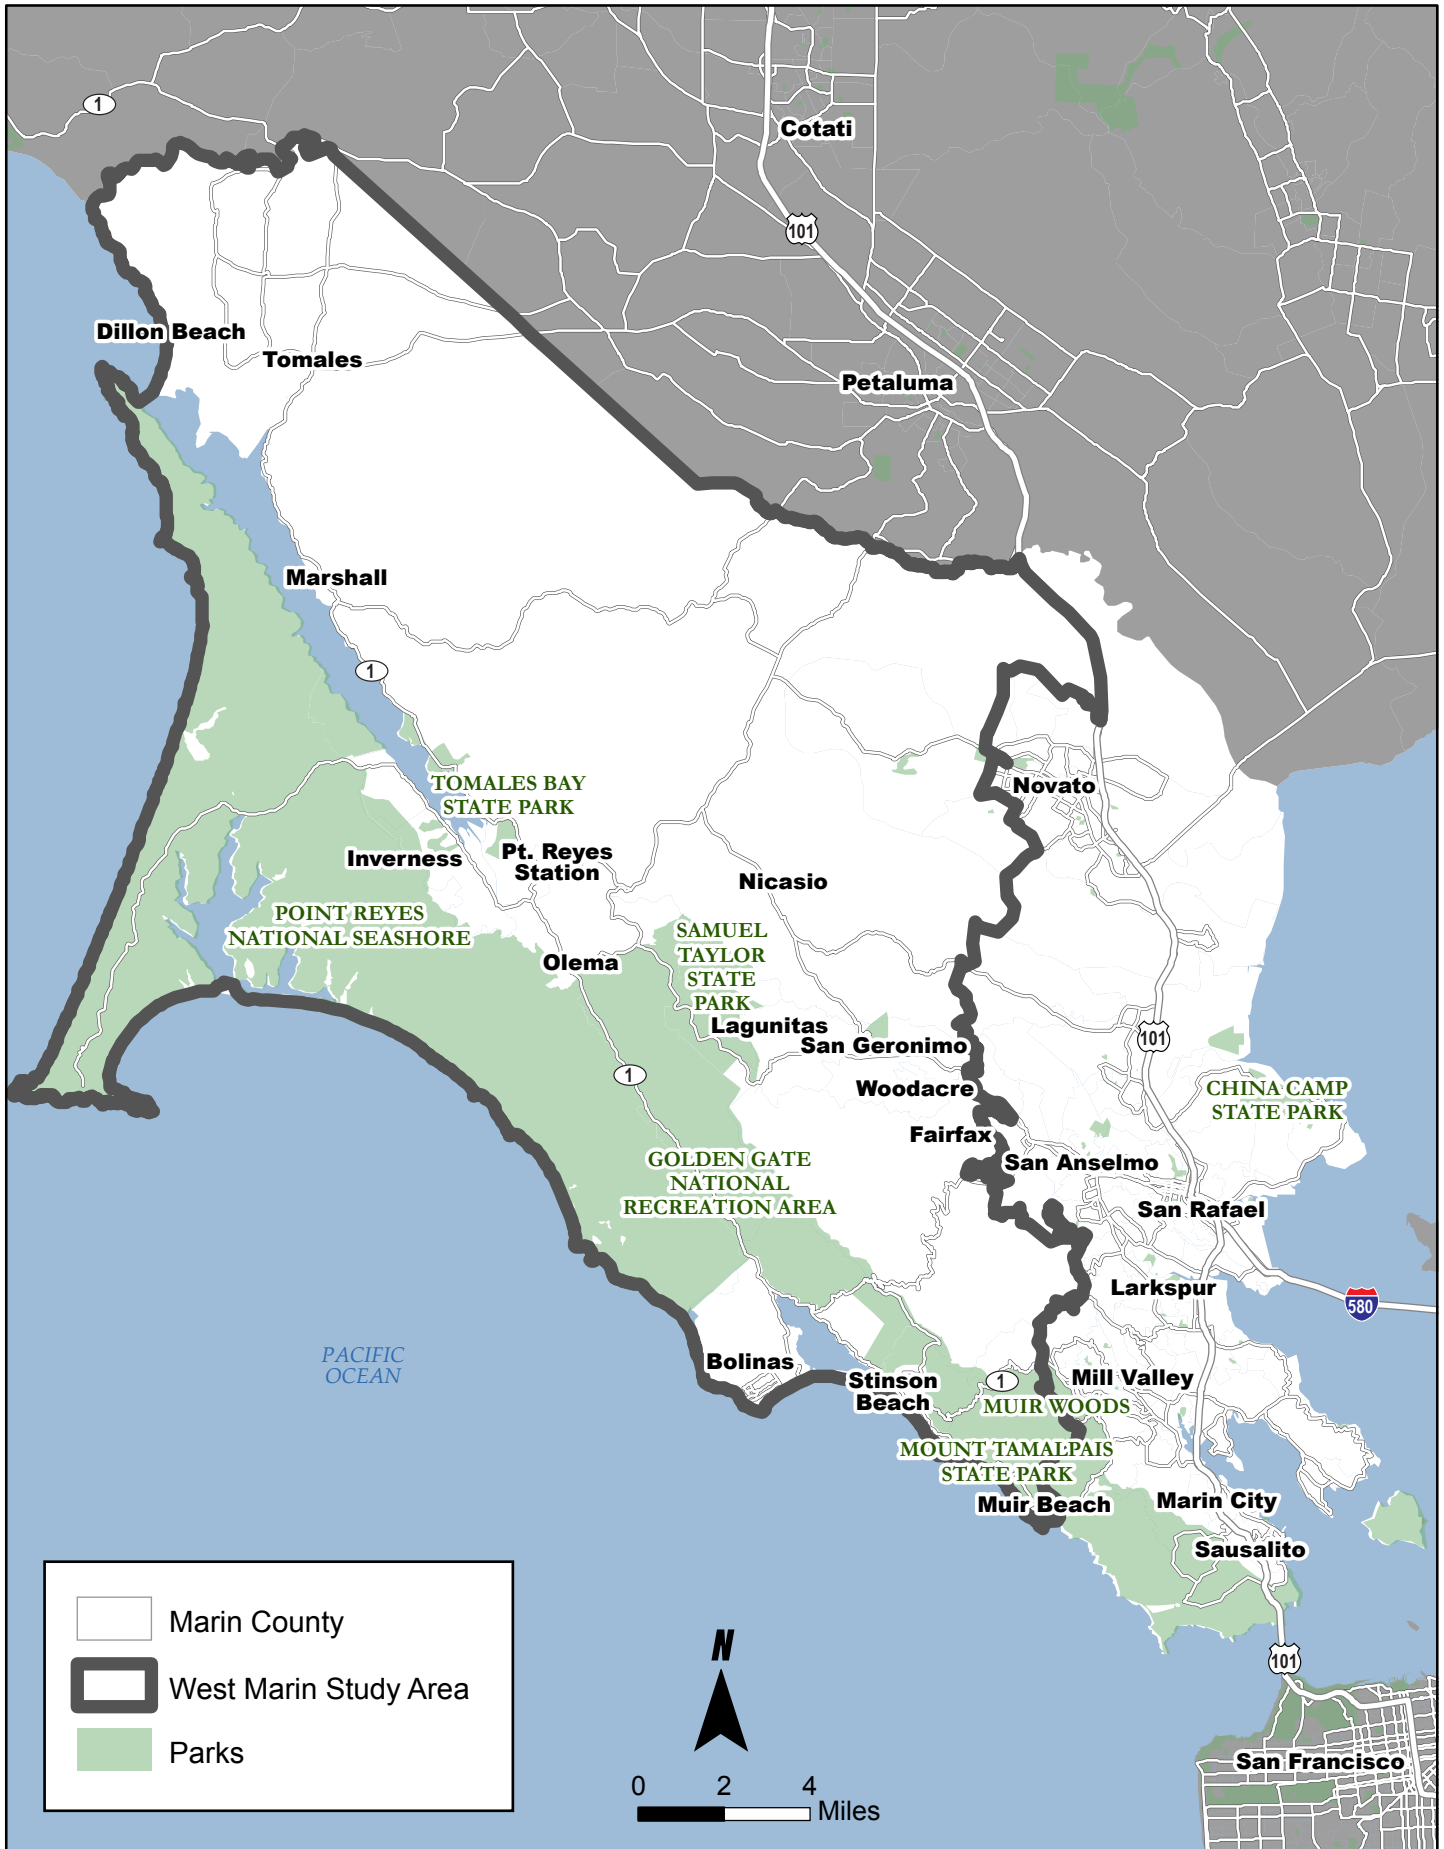 1
Cotati
101
Dillon Beach
Tomales
Petaluma
Marshall
1
TOMALES BAY
STATE PARK
Novato
Inverness
Pt. Reyes
Station
Nicasio
POINT REYES
NATIONAL SEASHORE
SAMUEL
TAYLOR
STATE
PARK
Olema
Lagunitas
San Geronimo
101
1
Woodacre
CHINA CAMP
STATE PARK
Fairfax
San Anselmo
GOLDEN GATE
NATIONAL
RECREATION AREA
San Rafael
Larkspur
580
PACIFIC
OCEAN
Bolinas
Stinson
Beach
1
Mill Valley
MUIR WOODS
MOUNT TAMALPAIS
STATE PARK
Muir Beach
Marin City
Sausalito
Marin County
West Marin Study Area
Parks
N
0 2 4
Miles
101
San Francisco